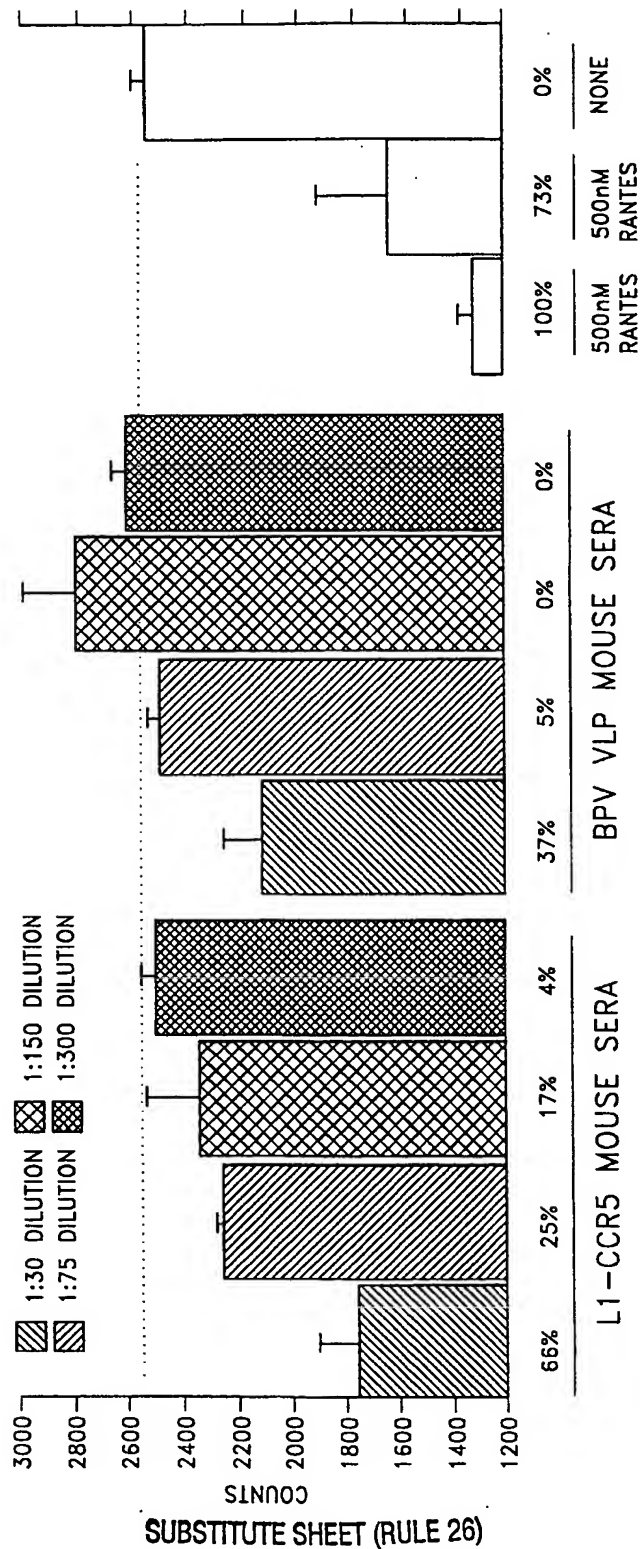 1:30 DILUTION
1:75 DILUTION
1:150 DILUTION
1:300 DILUTION
3000
2800
2600
2400
2200
2000
1800
1600
1400
1200
COUNTS
66% 25% 17% 4% 37% 5% 0% 0% 100% 73% 0%
L1-CCR5 MOUSE SERA
BPV VLP MOUSE SERA
500nM
RANTES
500nM
RANTES
NONE
SUBSTITUTE SHEET (RULE 26)